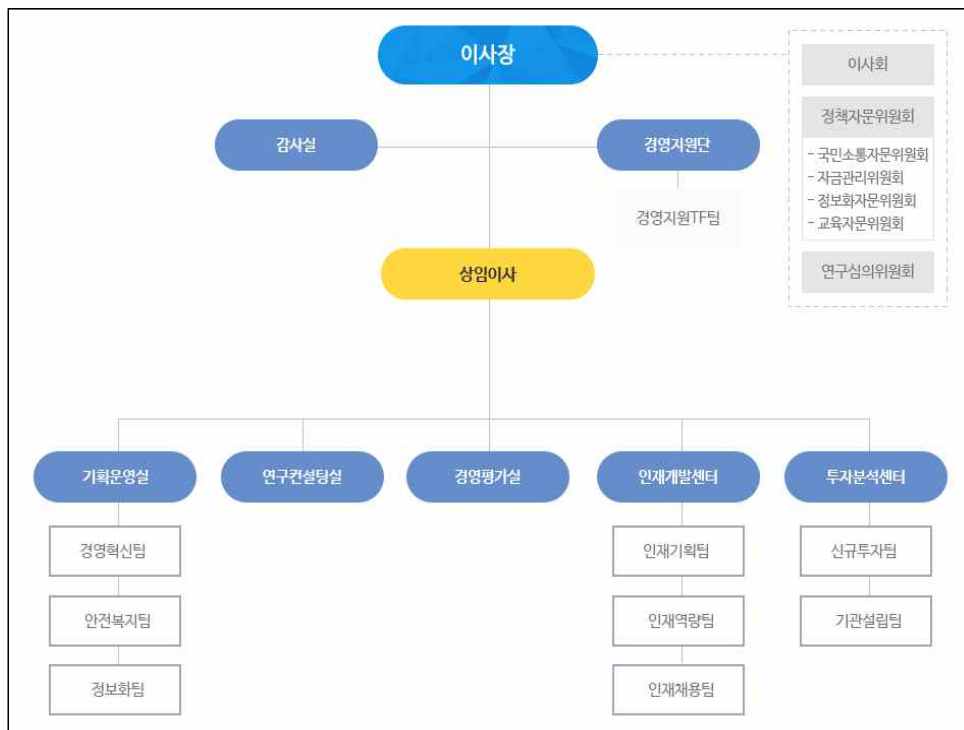 이사장
이사회
정책자문위원회
- 국민소통자문위원회
- 자금관리위원회
- 정보화자문위원회
- 교육자문위원회
연구심의위원회
감사실
경영지원단
경영지원TF팀
상임이사
기획운영실
연구컨설팅실
경영평가실
인재개발센터
투자분석센터
경영혁신팀
안전복지팀
정보화팀
인재기획팀
인재역량팀
인재채용팀
신규투자팀
기관설립팀